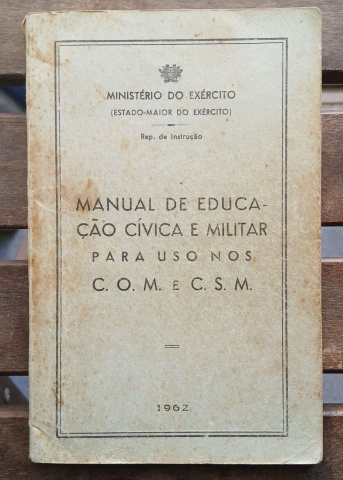 MINISTÉRIO DO EXÉRCITO
(ESTADO-MAIOR DO EXÉRCITO)
Rep. de Instrução
MANUAL DE EDUCA-
ÇÃO CÍVICA E MILITAR
PARA USO NOS
C. O. M. E C. S. M.
1962